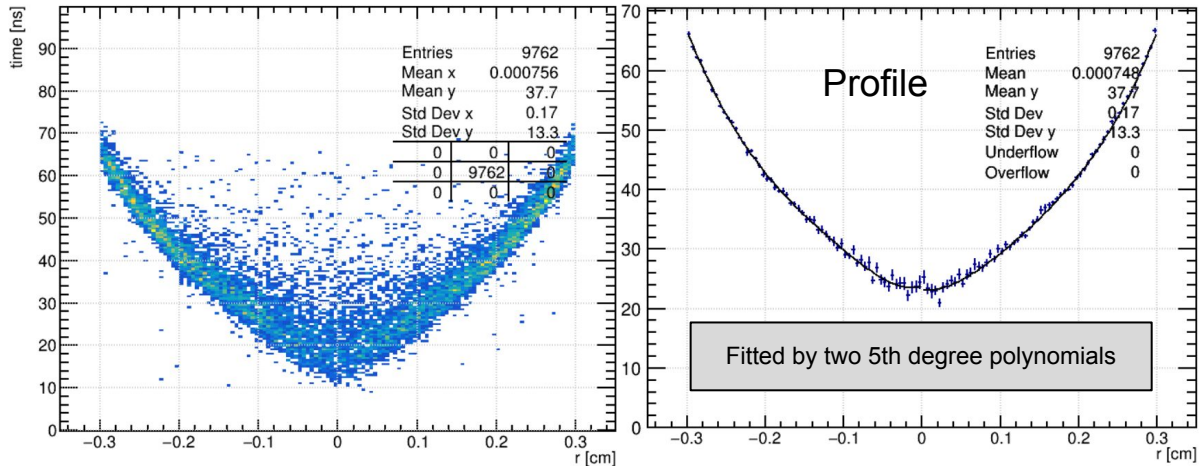 time [ns]
90
80
70
60
50
40
30
20
10
0
Entries 9762
Mean x 0.000756
Mean y 37.7
Std Dev x 0.17
Std Dev y 13.3
0 0 0
0 9762 0
0 0 0
−0.3 −0.2 −0.1 0 0.1 0.2 0.3
r [cm]
70
60
50
40
30
20
10
0
Profile
Entries 9762
Mean 0.000748
Mean y 37.7
Std Dev 0.17
Std Dev y 13.3
Underflow 0
Overflow 0
Fitted by two 5th degree polynomials
−0.3 −0.2 −0.1 0 0.1 0.2 0.3
r [cm]